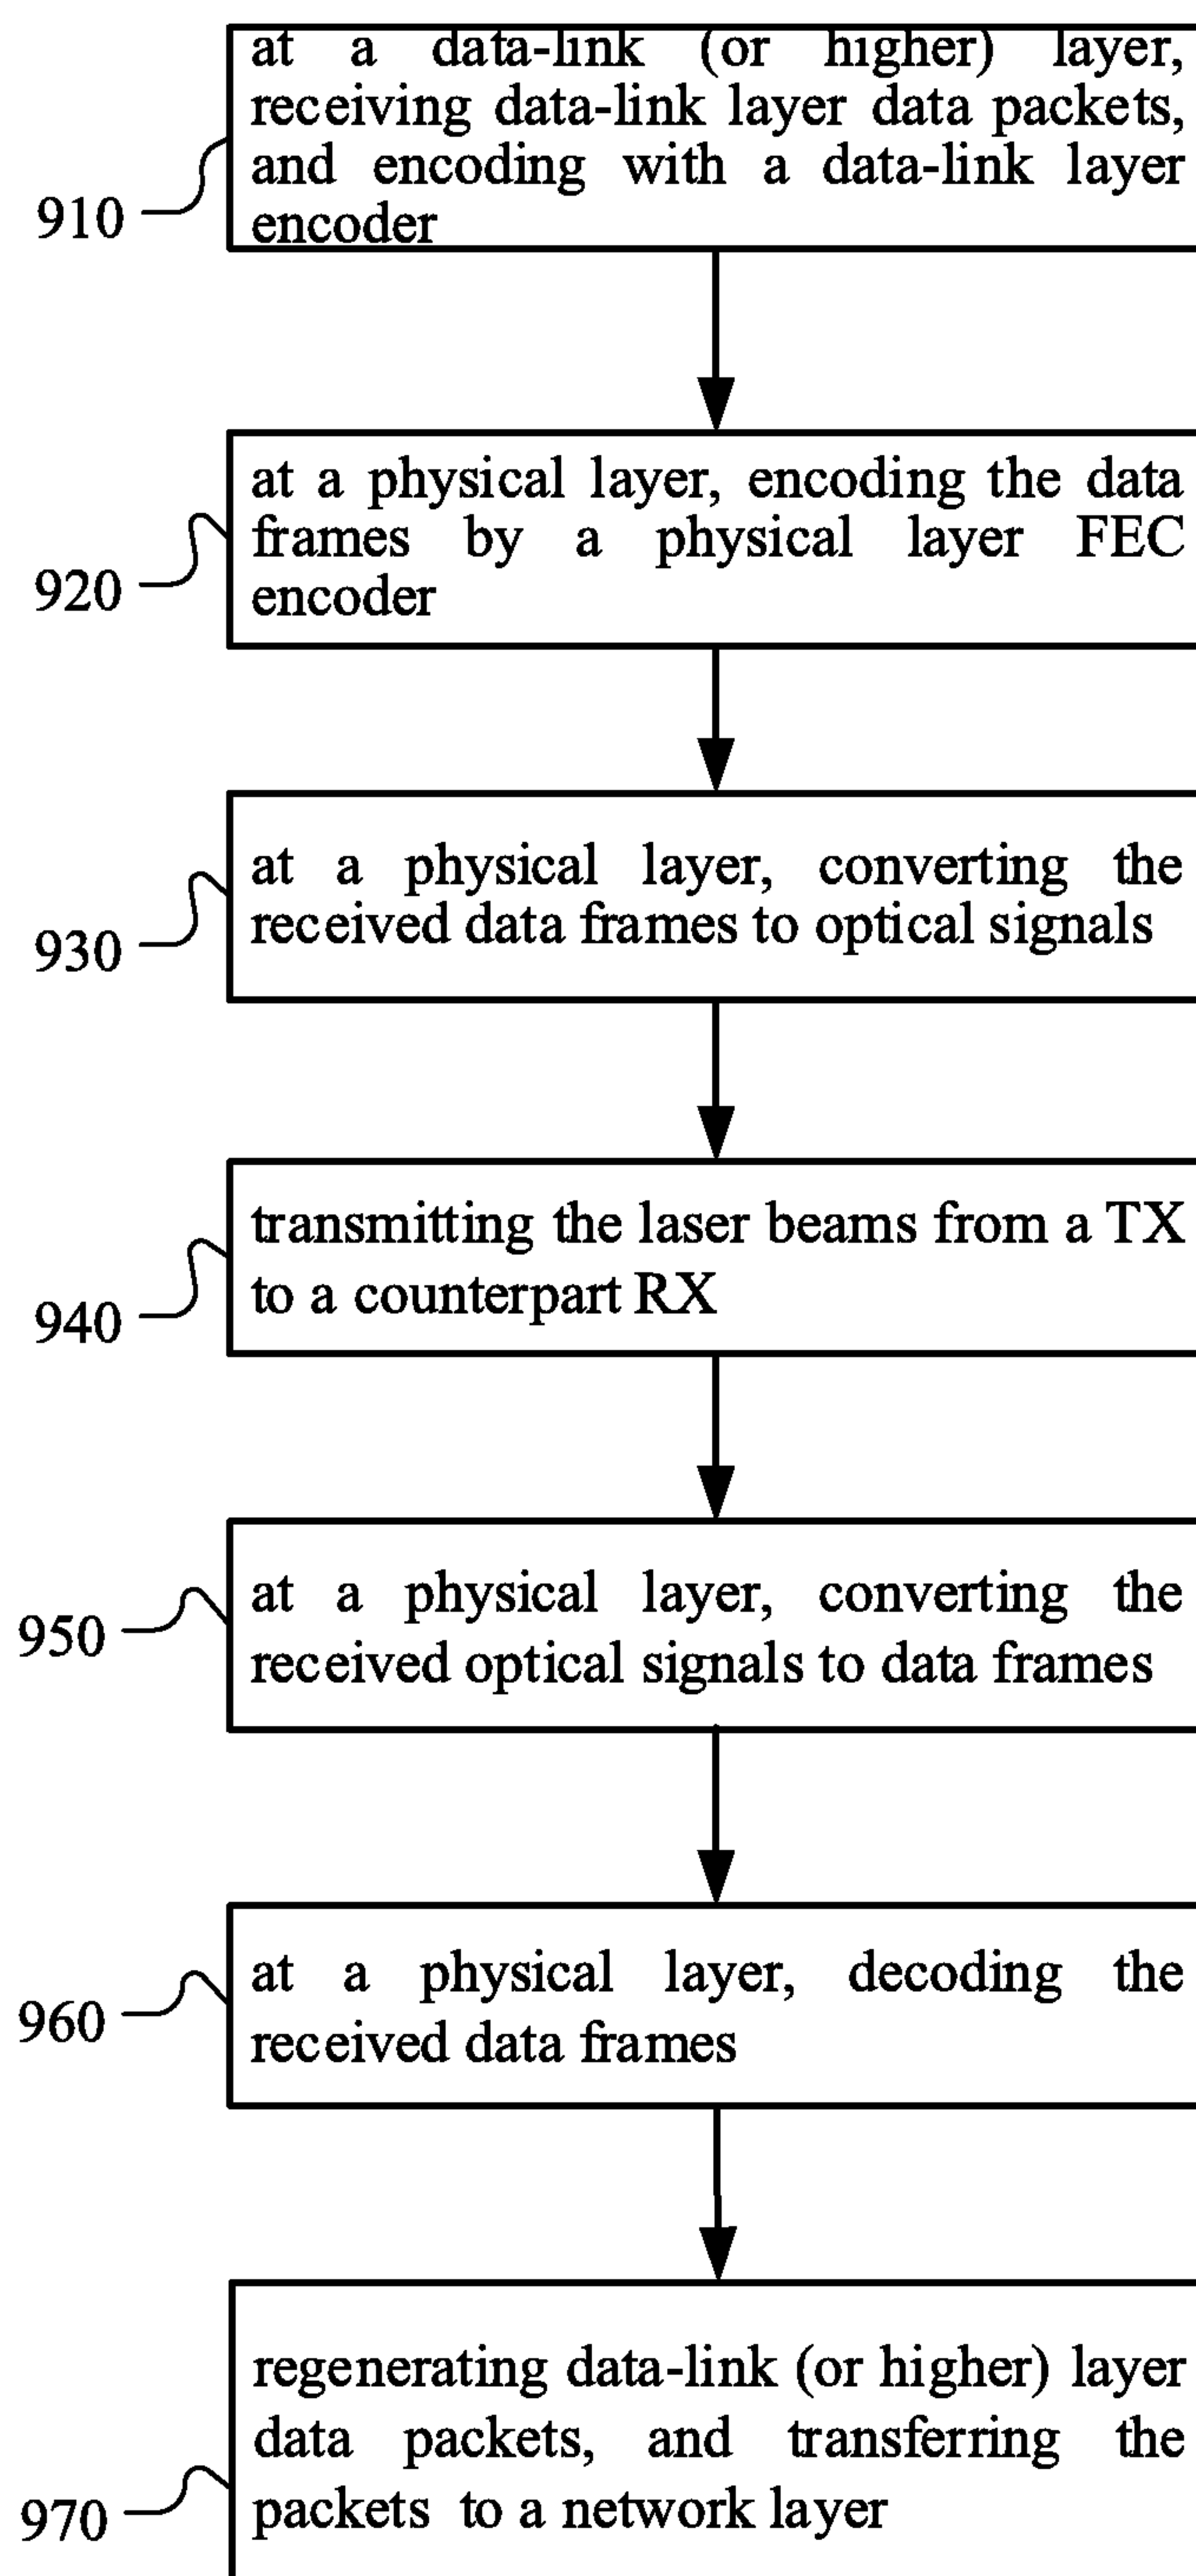 at a data-link (or higher) layer,
receiving data-link layer data packets,
and encoding with a data-link layer
encoder
910
at a physical layer, encoding the data
frames by a physical layer FEC
encoder
920
at a physical layer, converting the
received data frames to optical signals
930
transmitting the laser beams from a TX
to a counterpart RX
940
at a physical layer, converting the
received optical signals to data frames
950
at a physical layer, decoding the
received data frames
960
regenerating data-link (or higher) layer
data packets, and transferring the
packets to a network layer
970